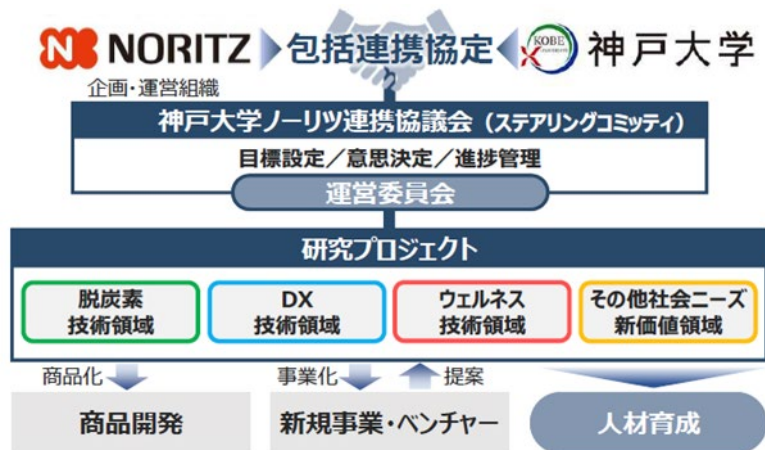 NORITZ 包括連携協定 KOBE University 神戸大学
企画・運営組織
神戸大学ノーリツ連携協議会（ステアリングコミッティ）
目標設定／意思決定／進捗管理
運営委員会
研究プロジェクト
脱炭素
技術領域
DX
技術領域
ウェルネス
技術領域
その他社会ニーズ
新価値領域
商品化
事業化
提案
商品開発
新規事業・ベンチャー
人材育成